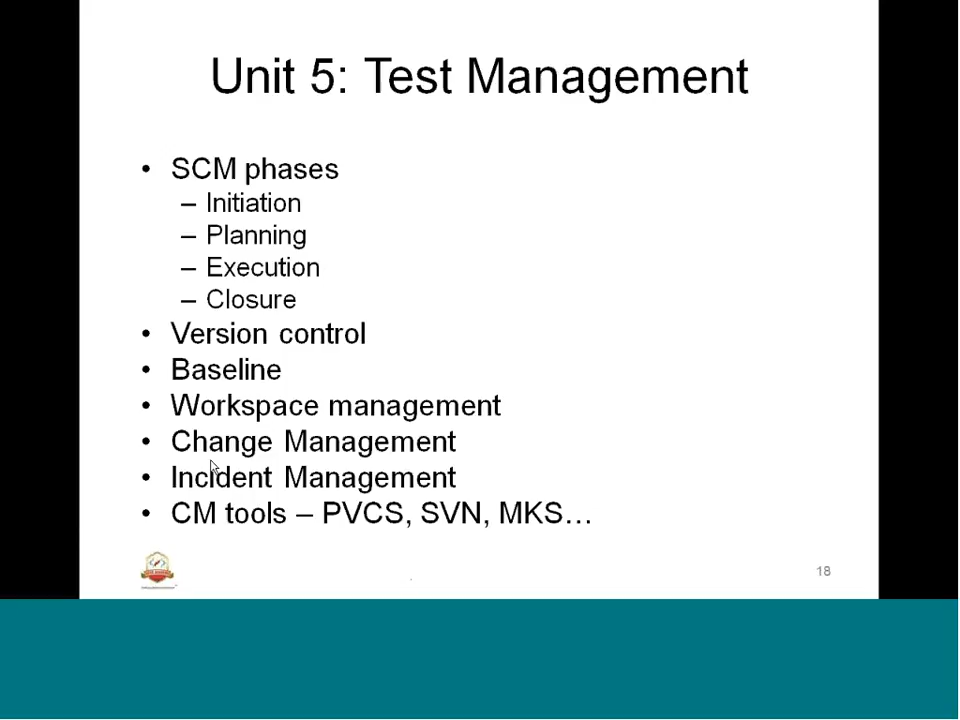 Unit 5: Test Management
• SCM phases
– Initiation
– Planning
– Execution
– Closure
• Version control
• Baseline
• Workspace management
• Change Management
• Incident Management
• CM tools – PVCS, SVN, MKS…
18